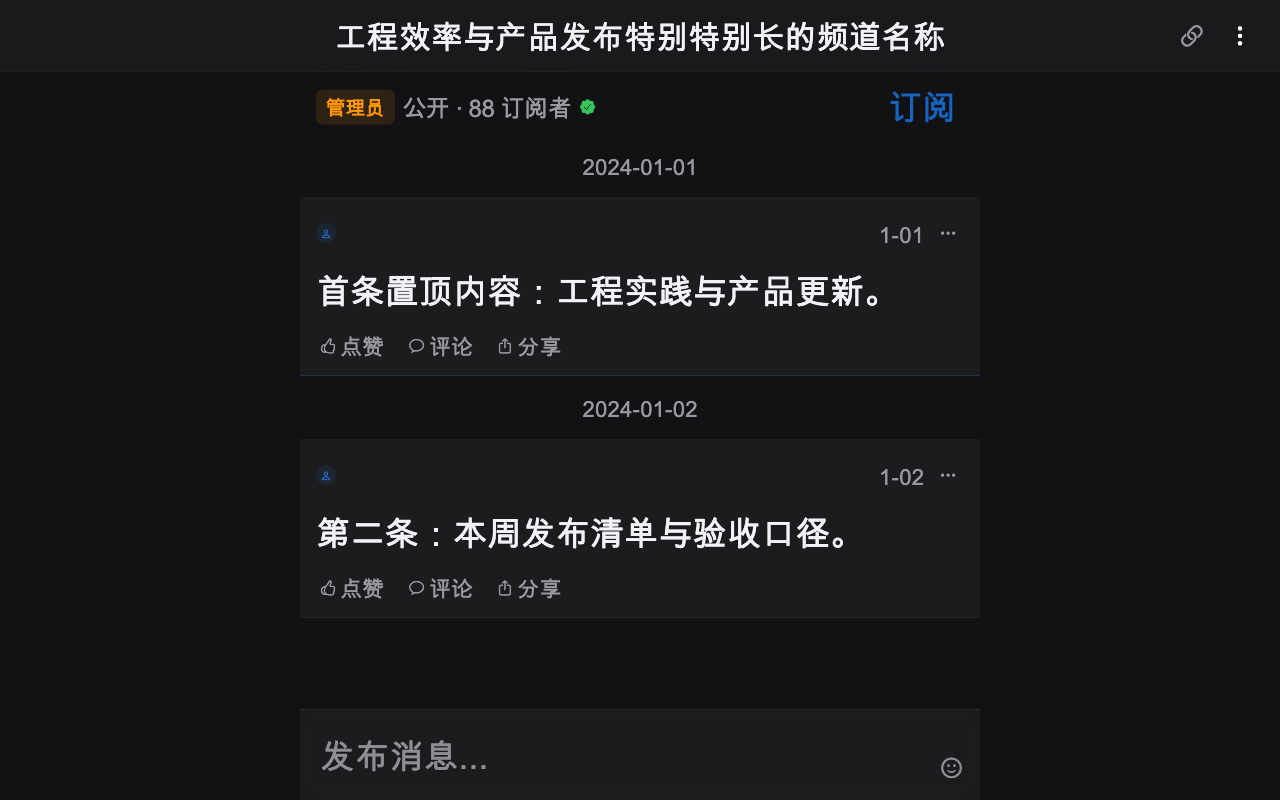 工程效率与产品发布特别特别长的频道名称
管理员 公开 · 88 订阅者 订阅
2024-01-01
1-01
首条置顶内容：工程实践与产品更新。
点赞 评论 分享
2024-01-02
1-02
第二条：本周发布清单与验收口径。
点赞 评论 分享
发布消息...